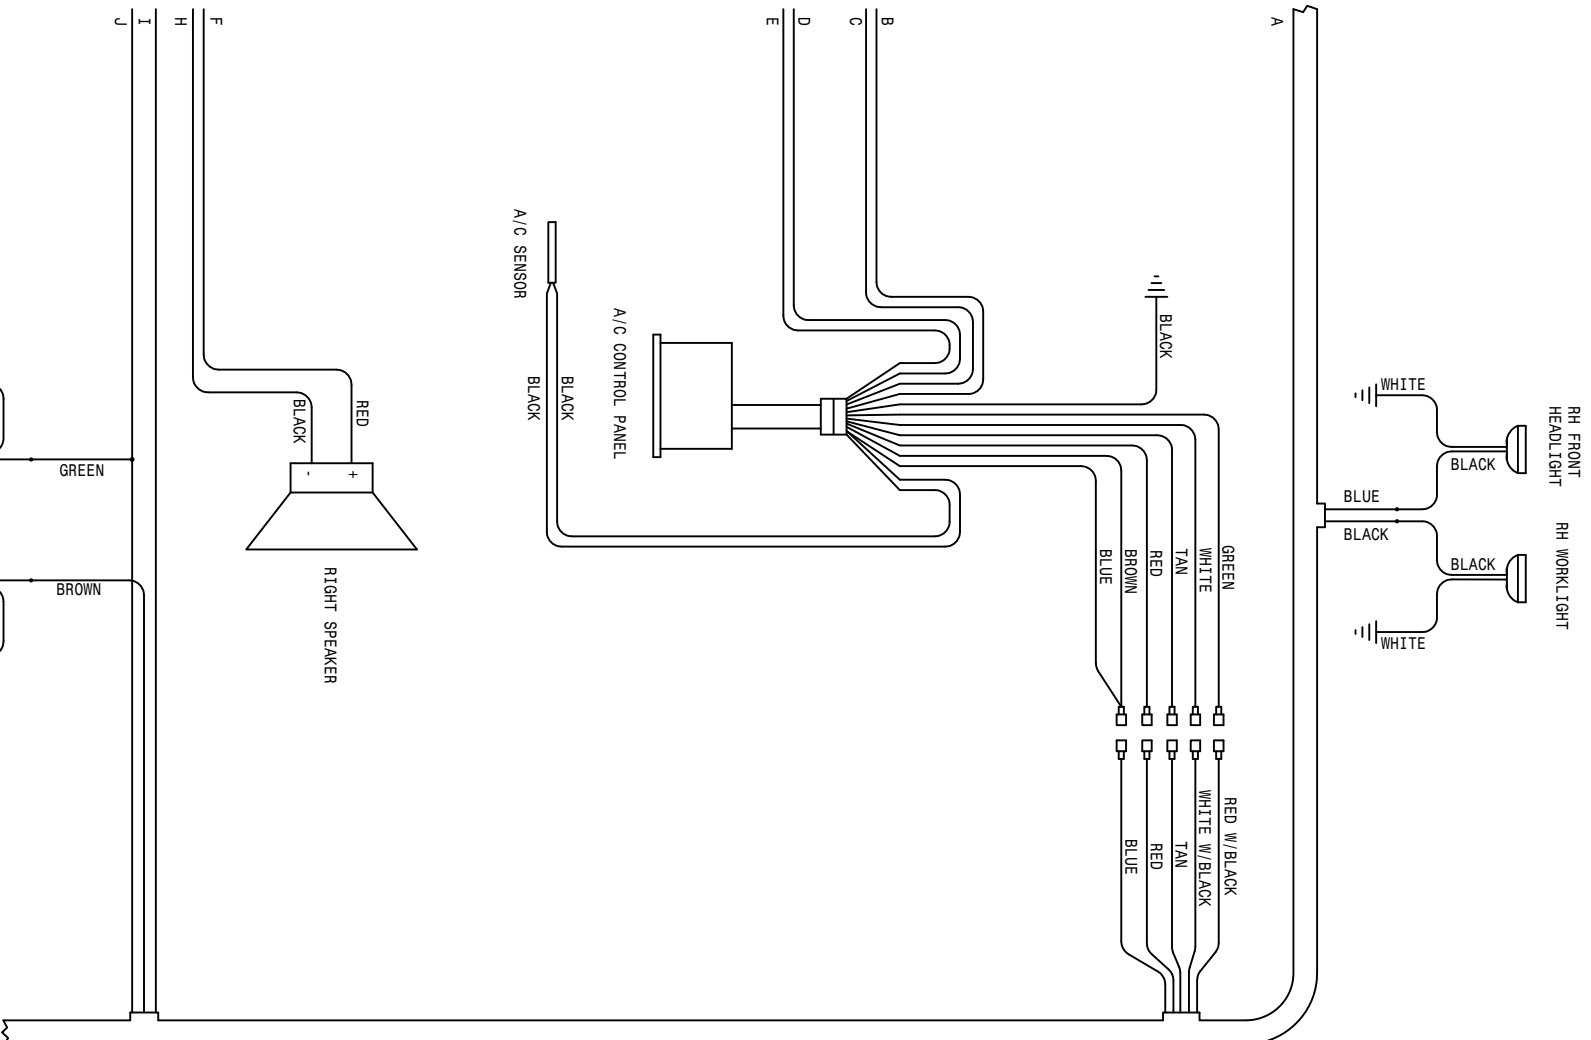 J
I
H
F
E
D
C
B
A
BLACK
WHITE
RH FRONT
HEADLIGHT
BLACK
BLUE
BLACK
BLACK
RH WORKLIGHT
WHITE
A/C SENSOR
A/C CONTROL PANEL
BLACK
BLACK
RED
BLACK
-
+
RIGHT SPEAKER
GREEN
BROWN
BLUE
BROWN
RED
TAN
WHITE
GREEN
BLUE
RED
TAN
WHITE W/BLACK
RED W/BLACK